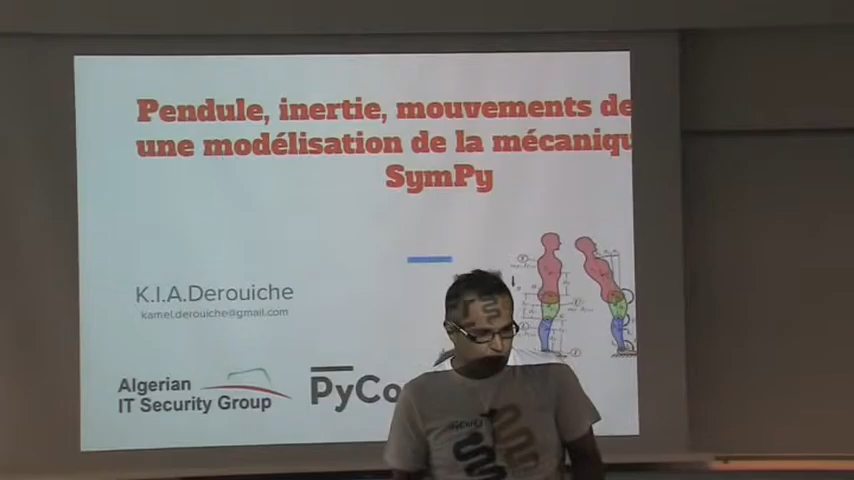 Pendule, inertie, mouvements de
une modélisation de la mécaniqu
SymPy
K.I.A.Derouiche
kamel.derouiche@gmail.com
Algerian
IT Security Group
PyCo